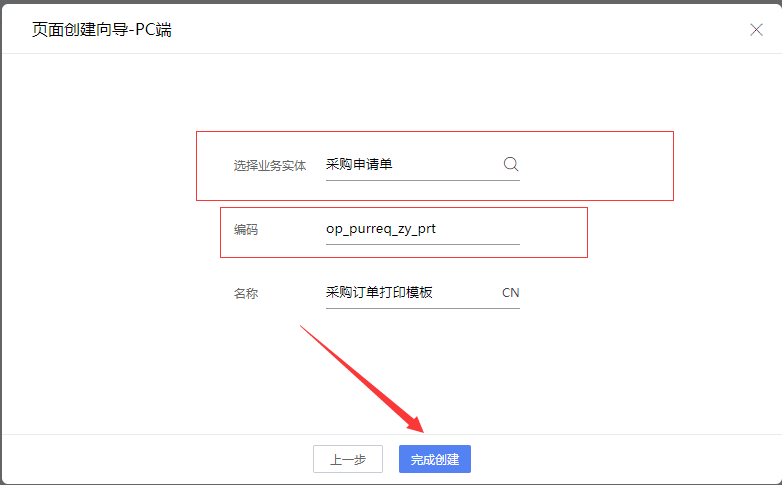 页面创建向导-PC端
选择业务实体 采购申请单
编码 op_purreq_zy_prt
名称 采购订单打印模板 CN
上一步 完成创建